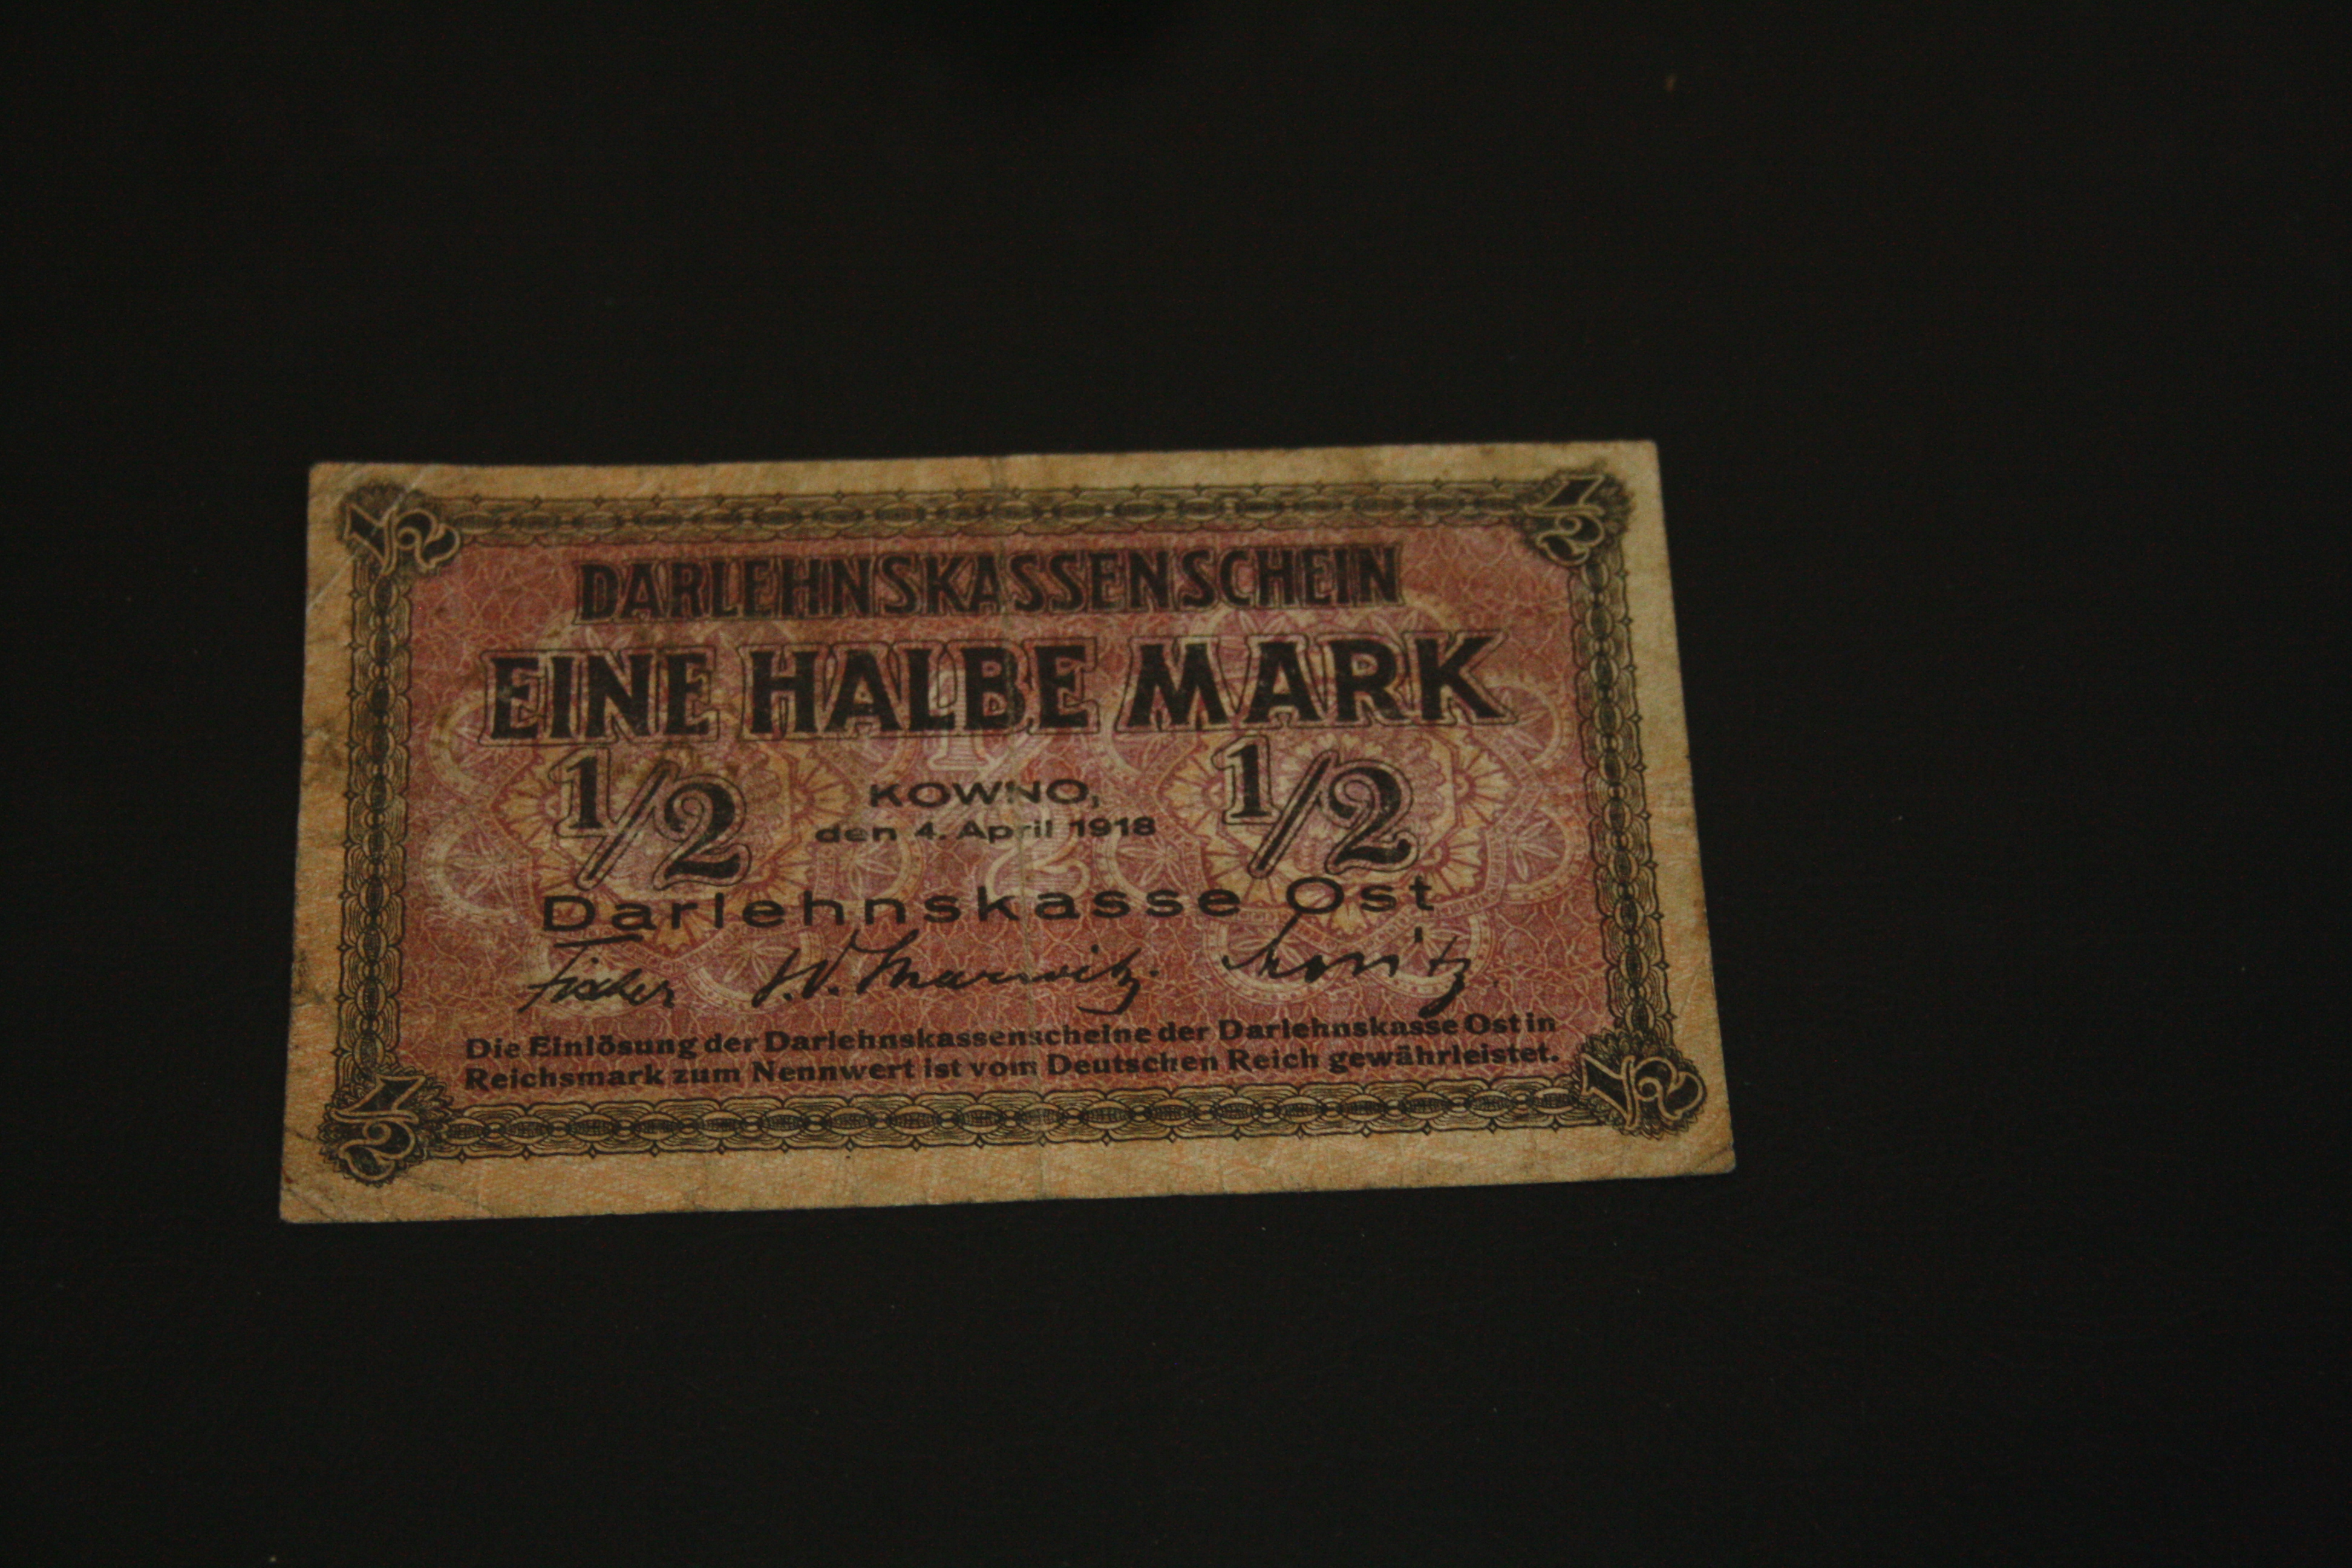 1/2 1/2
DARLEHNSKASSENSCHEIN
EINE HALBE MARK
1/2 KOWNO, 1/2
den 4. April 1918
Darlehnskasse Ost
Fischer
Die Einlösung der Darlehnskassenscheine der Darlehnskasse Ost in
Reichsmark zum Nennwert ist vom Deutschen Reich gewährleistet.
1/2 1/2